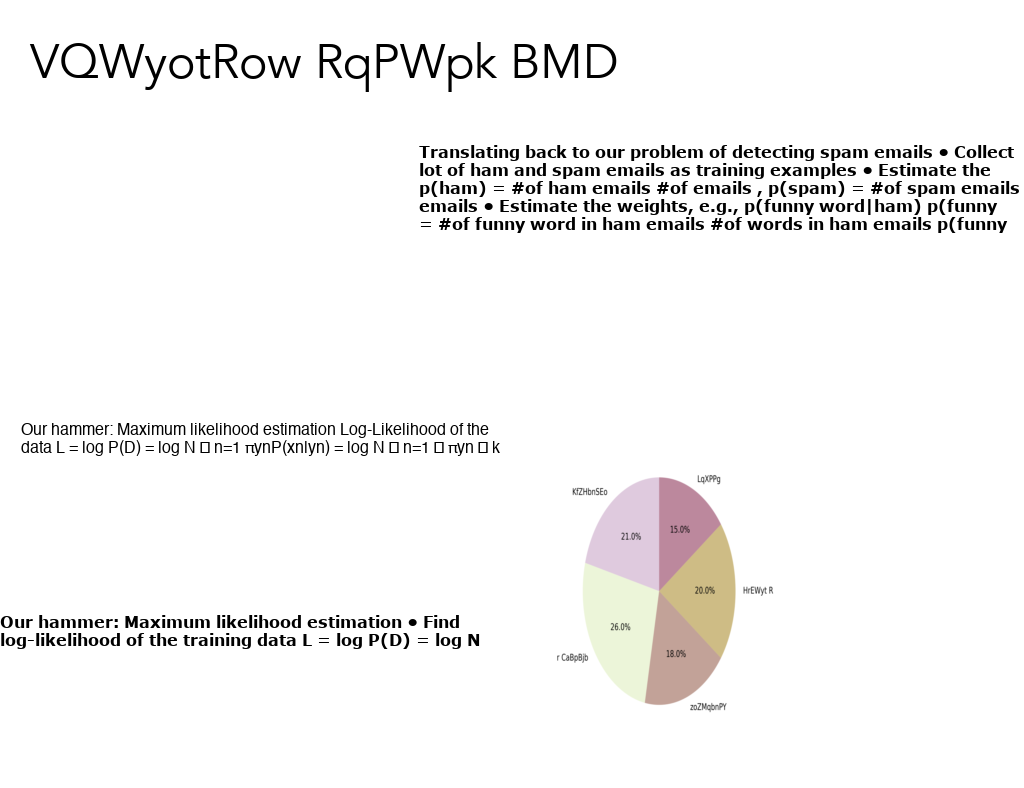 VQWyotRow RqPWpk BMD
Translating back to our problem of detecting spam emails • Collect
lot of ham and spam emails as training examples • Estimate the
p(ham) = #of ham emails #of emails , p(spam) = #of spam emails
emails • Estimate the weights, e.g., p(funny word|ham) p(funny
= #of funny word in ham emails #of words in ham emails p(funny
Our hammer: Maximum likelihood estimation Log-Likelihood of the
data L = log P(D) = log N □ n=1 πynP(xnlyn) = log N □ n=1 □ πyn □ k
LqXPPg
KfZHbnSEo
15.0%
21.0%
20.0%
HrEWyt R
26.0%
18.0%
r CaBpBjb
zoZMqbnPY
Our hammer: Maximum likelihood estimation • Find
log-likelihood of the training data L = log P(D) = log N